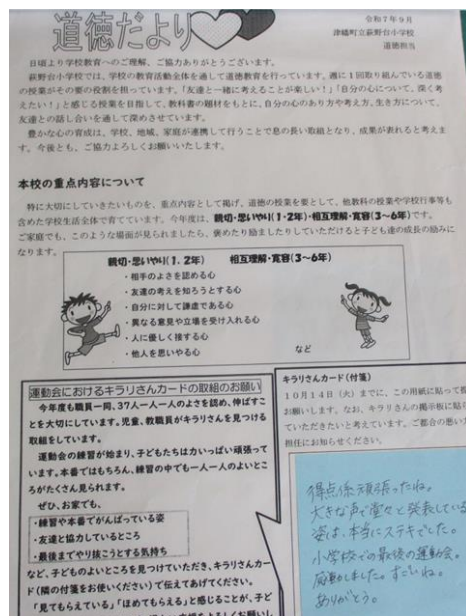 道徳だより
令和７年９月
津幡町立萩野台小学校
道徳担当
日頃より学校教育へのご理解、ご協力ありがとうございます。
萩野台小学校では、学校の教育活動全体を通して道徳教育を行っています。週に１回取り組んでいる道徳
の授業がその要の役割を担っています。「友達と一緒に考えることが楽しい！」「自分の心について、深く考
えたい！」と感じる授業を目指して、教科書の題材をもとに、自分の心のあり方や考え方、生き方について、
友達との話し合いを通して深めさせています。
豊かな心の育成は、学校、地域、家庭が連携して行うことで息の長い取組となり、成果が表れると考えま
す。今後とも、ご協力よろしくお願いいたします。
本校の重点内容について
特に大切にしていきたいものを、重点内容として掲げ、道徳の授業を要として、他教科の授業や学校行事等も
含めた学校生活全体で育てています。今年度は、親切・思いやり(１・２年)・相互理解・寛容(３～６年)です。
ご家庭でも、このような場面が見られましたら、褒めたり励ましたりしていただけると子ども達の成長の励みに
なります。
親切・思いやり(１．２年) 相互理解・寛容(３～６年)
・相手のよさを認める心
・友達の考えを知ろうとする心
・自分に対して謙虚である心
・異なる意見や立場を受け入れる心
・人に優しく接する心
・他人を思いやる心 など
運動会におけるキラリさんカードの取組のお願い
今年度も職員一同、37人一人一人のよさを認め、伸ばすこ
とを大切にしています。児童、教職員がキラリさんを見つける
取組をしています。
運動会の練習が始まり、子どもたちは力いっぱい頑張って
います。本番ではもちろん、練習の中でも一人一人のよいとこ
ろがたくさん見られます。
ぜひ、お家でも、
・練習や本番でがんばっている姿
・友達と協力しているところ
・最後までやり抜こうとする気持ち
など、子どものよいところを見つけていただき、キラリさんカー
ド(隣の付箋をお使いください)で伝えてあげてください。
「見てもらえている」「ほめてもらえる」と感じることが、子ど
キラリさんカード(付箋)
１０月１４日（火）までに、この用紙に貼って提
お願いします。なお、キラリさんの掲示板に貼ら
ていただきたいと考えています。ご都合の悪い方
担任にお知らせください。
得点係頑張ったね。
大きな声で堂々と発表している
姿は、本当にステキでした。
小学校での最後の運動会。
感動しました。すごいね。
ありがとう。